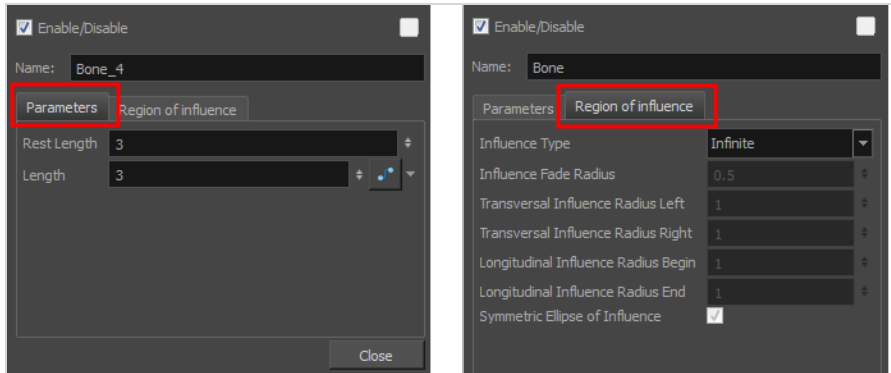 Enable/Disable
Name: Bone_4
Parameters Region of influence
Rest Length 3
Length 3
Close
Enable/Disable
Name: Bone
Parameters Region of influence
Influence Type Infinite
Influence Fade Radius 0.5
Transversal Influence Radius Left 1
Transversal Influence Radius Right 1
Longitudinal Influence Radius Begin 1
Longitudinal Influence Radius End 1
Symmetric Ellipse of Influence